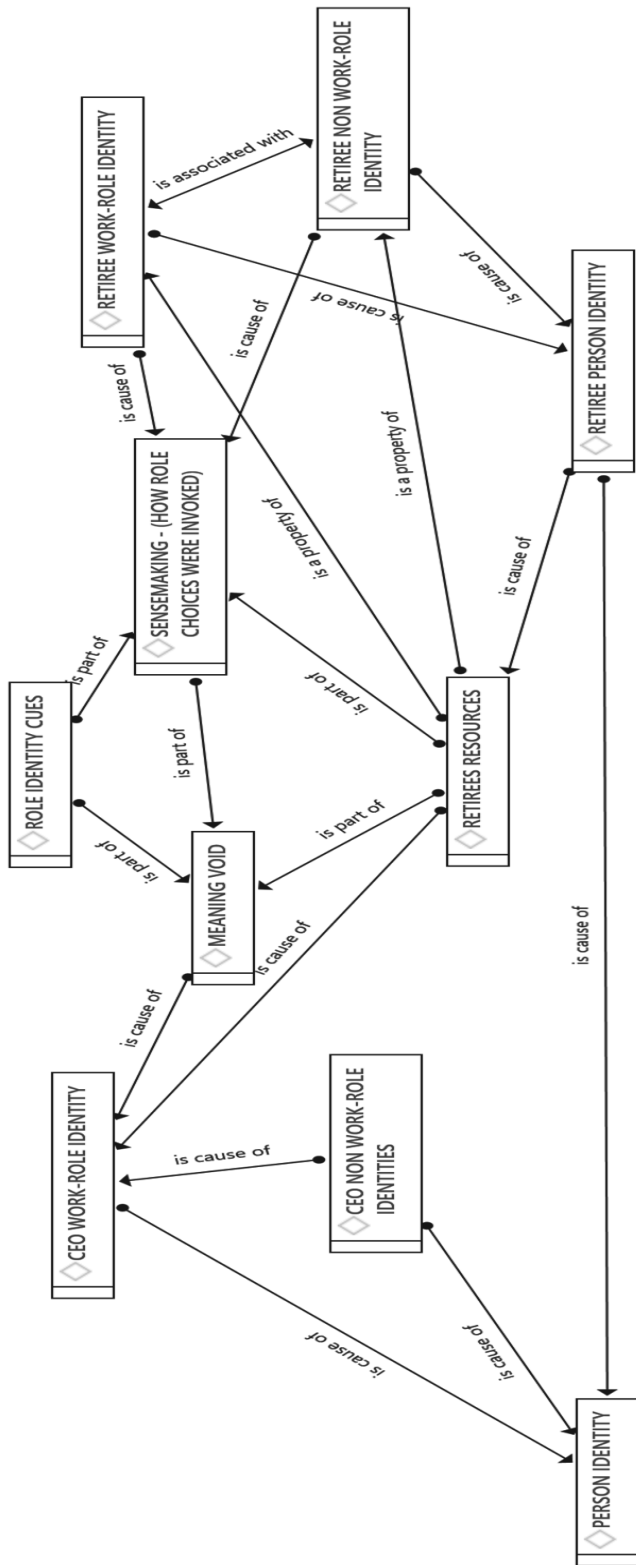 ROLE IDENTITY CUES
is part of
is part of
CEO WORK-ROLE IDENTITY
is cause of
MEANING VOID
is part of
SENSEMAKING - (HOW ROLE
CHOICES WERE INVOKED)
is cause of
RETIREE WORK-ROLE IDENTITY
is associated with
is cause of
is cause of
is part of
is part of
is a property of
is cause of
is cause of
CEO NON WORK-ROLE
IDENTITIES
RETIREE NON WORK-ROLE
IDENTITY
is a property of
is cause of
is cause of
is cause of
RETIREES RESOURCES
is cause of
RETIREE PERSON IDENTITY
PERSON IDENTITY
is cause of